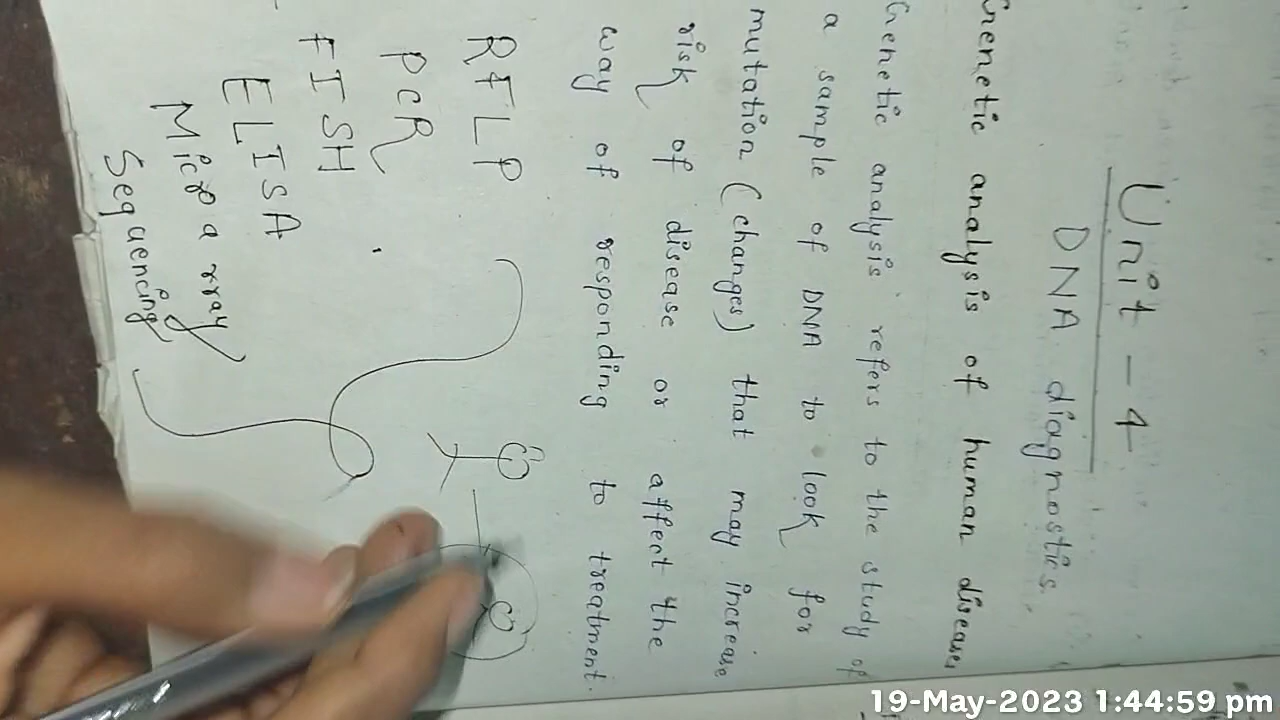 Unit - 4
DNA diagnostics.
Genetic analysis of human diseases
Genetic analysis refers to the study of
a sample of DNA to look for
mutation (changes) that may increase
risk of disease or affect the
way of responding to treatment.
RFLP
PCR
FISH
ELISA
Microarray
Sequencing
19-May-2023 1:44:59 pm